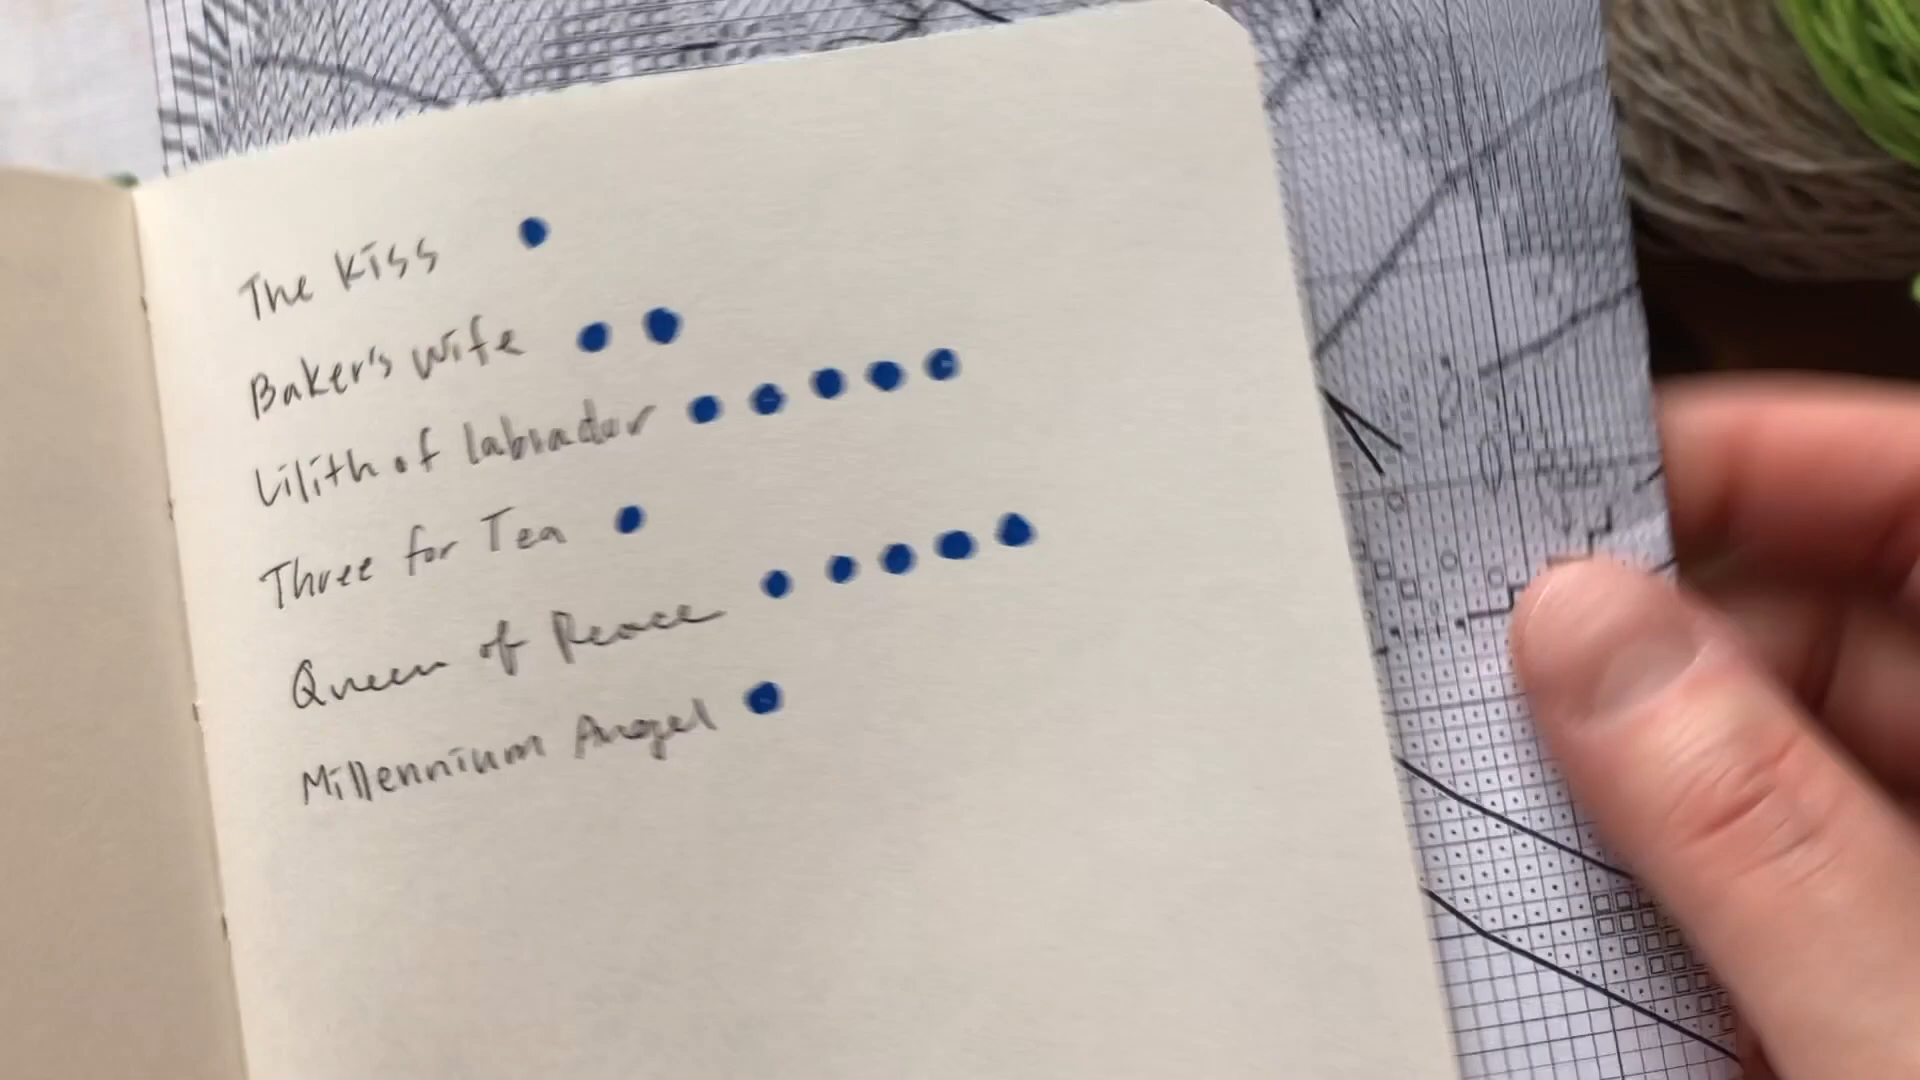 The Kiss
Baker's Wife
Lilith of labrador
Three for Tea
Queen of Peace
Millennium Angel